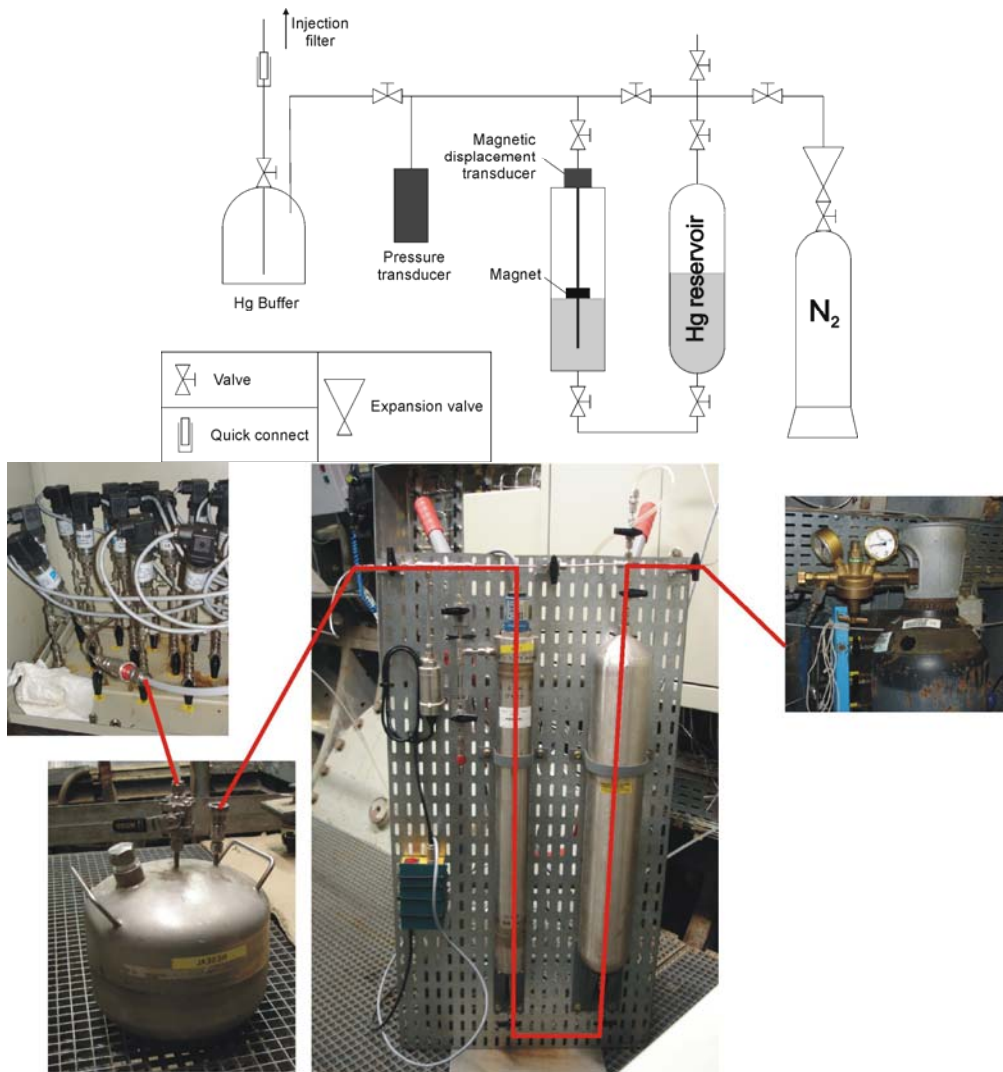 Injection
filter
Magnetic
displacement
transducer
Pressure
transducer
Magnet
Hg Buffer
Hg reservoir
N₂
Valve
Expansion valve
Quick connect